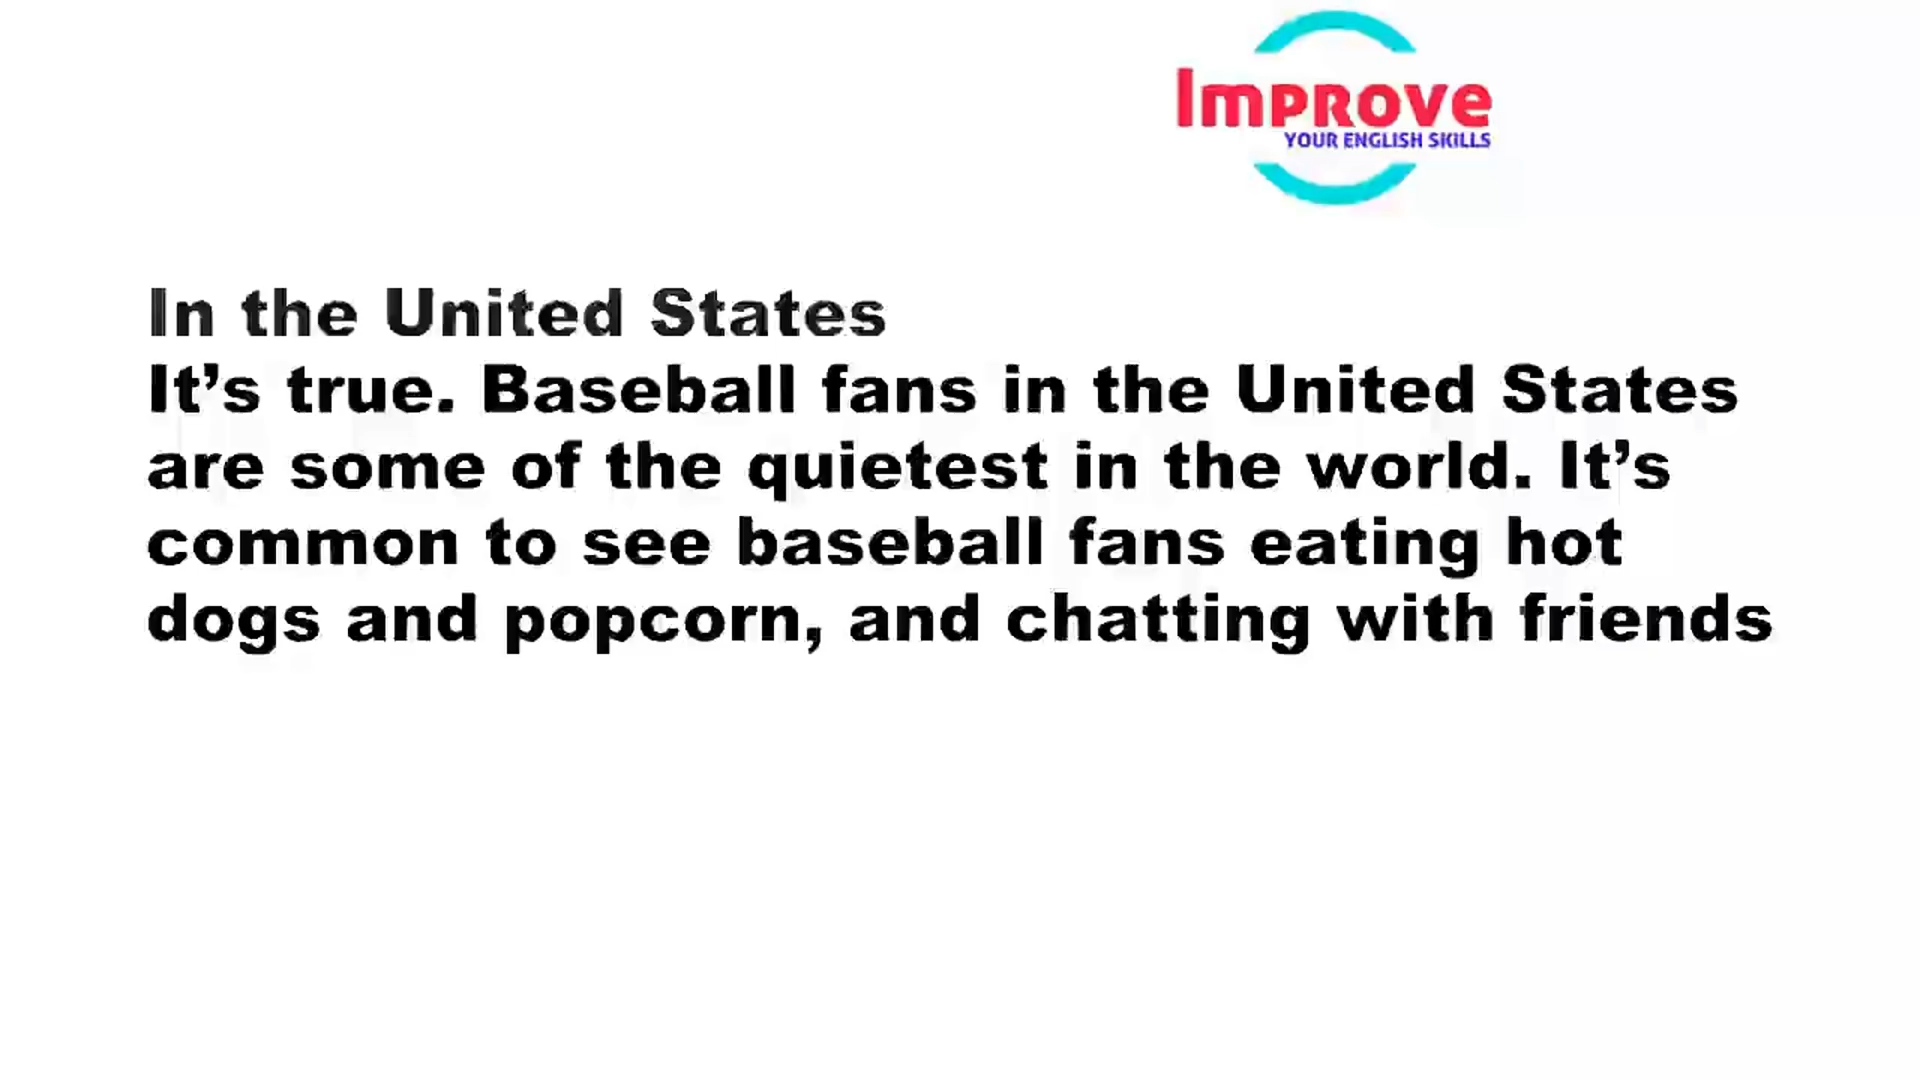 Improve
YOUR ENGLISH SKILLS
In the United States
It’s true. Baseball fans in the United States
are some of the quietest in the world. It’s
common to see baseball fans eating hot
dogs and popcorn, and chatting with friends